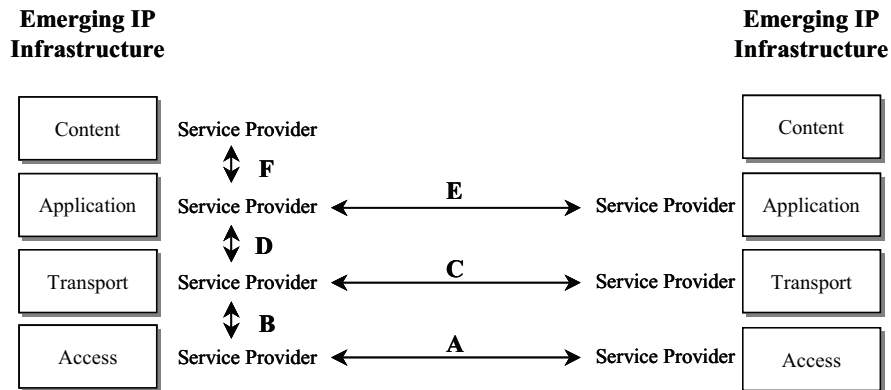 Emerging IP
Infrastructure
Emerging IP
Infrastructure
Content
Service Provider
Content
F
Application
Service Provider
E
Service Provider
Application
D
Transport
Service Provider
C
Service Provider
Transport
B
Access
Service Provider
A
Service Provider
Access